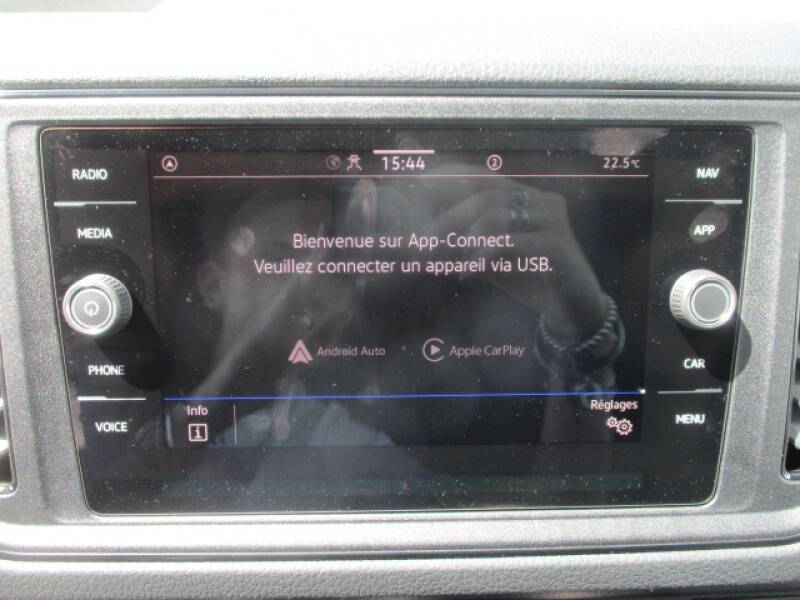 15:44
2
22.5°C
RADIO
MEDIA
PHONE
VOICE
NAV
APP
CAR
MENU
Bienvenue sur App-Connect.
Veuillez connecter un appareil via USB.
Android Auto
Apple CarPlay
Info
i
Réglages